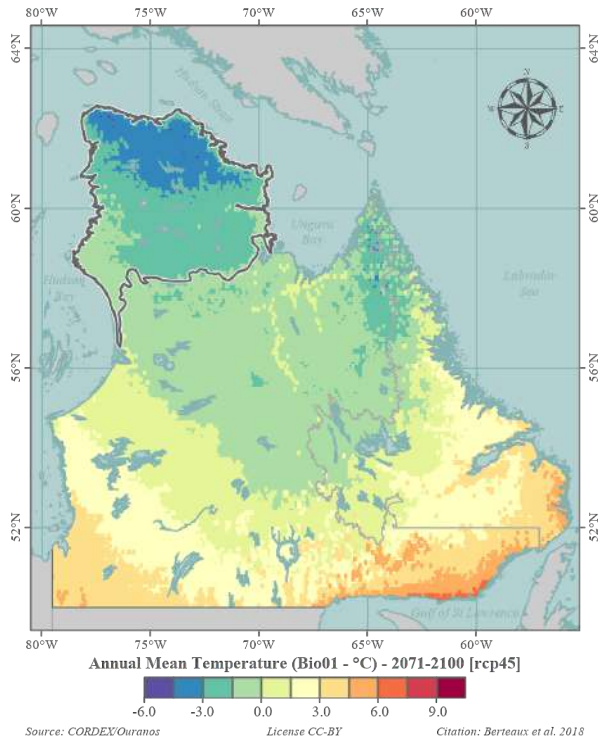 80°W 75°W 70°W 65°W 60°W
64°N 64°N
Hudson Strait
N
W E
S
60°N 60°N
Ungava
Bay
Hudson
Bay
Labrador
Sea
56°N 56°N
52°N 52°N
Gulf of St Lawrence
80°W 75°W 70°W 65°W 60°W
Annual Mean Temperature (Bio01 - °C) - 2071-2100 [rcp45]
-6.0 -3.0 0.0 3.0 6.0 9.0
Source: CORDEX/Ouranos License CC-BY Citation: Berteaux et al. 2018